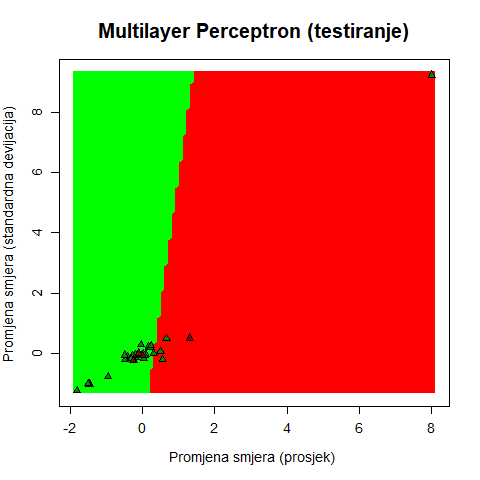 Multilayer Perceptron (testiranje)
Promjena smjera (standardna devijacija)
8
6
4
2
0
-2 0 2 4 6 8
Promjena smjera (prosjek)